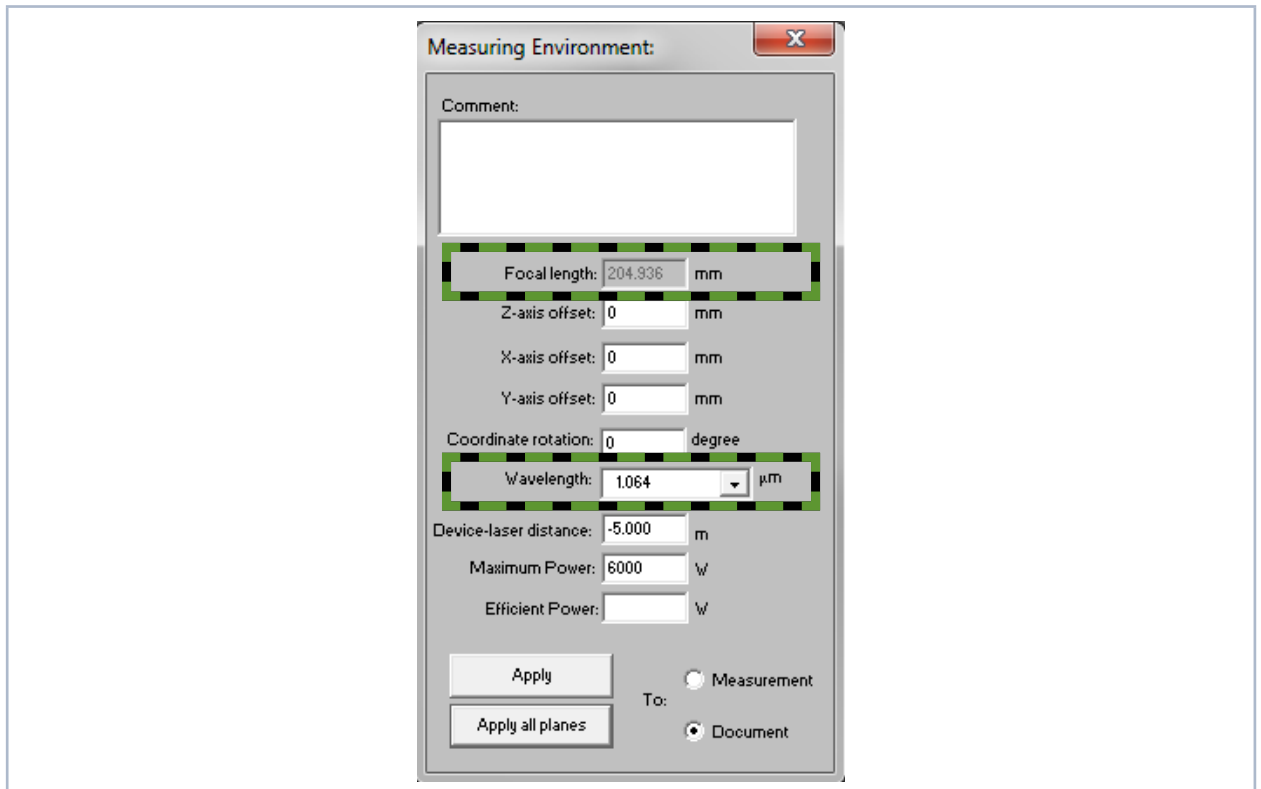 Measuring Environment:
Comment:
Focal length: 204.936 mm
Z-axis offset: 0 mm
X-axis offset: 0 mm
Y-axis offset: 0 mm
Coordinate rotation: 0 degree
Wavelength: 1.064 µm
Device-laser distance: -5.000 m
Maximum Power: 6000 W
Efficient Power: W
Apply
To:
Measurement
Apply all planes
Document